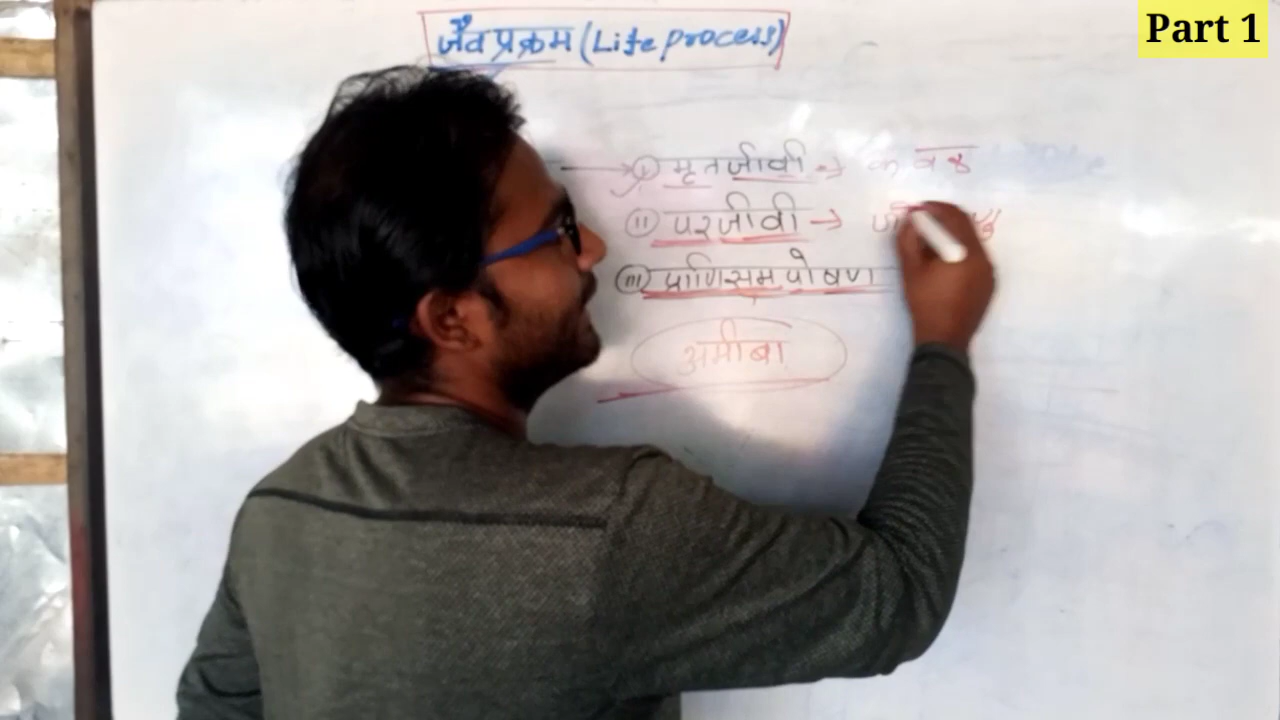 Part 1
जैव प्रक्रम (Life process)
(i) मृतजीवी → कवक
(ii) परजीवी →
(iii) प्राणिसम पोषण
अमीबा